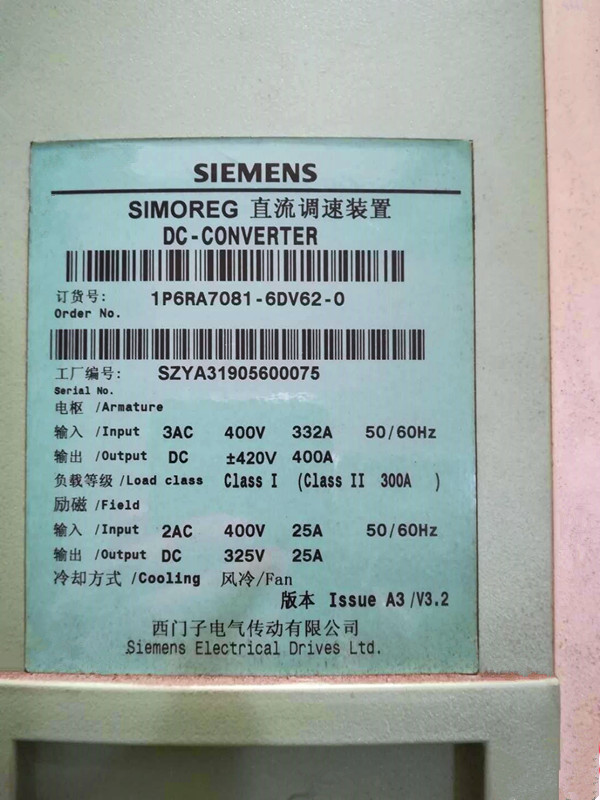 SIEMENS
SIMOREG 直流调速装置
DC-CONVERTER
订货号: 1P6RA7081-6DV62-0
Order No.
工厂编号: SZYA31905600075
Serial No.
电枢 /Armature
输入 /Input 3AC 400V 332A 50/60Hz
输出 /Output DC ±420V 400A
负载等级 /Load class Class I (Class II 300A )
励磁 /Field
输入 /Input 2AC 400V 25A 50/60Hz
输出 /Output DC 325V 25A
冷却方式 /Cooling 风冷/Fan
版本 Issue A3 /V3.2
西门子电气传动有限公司
Siemens Electrical Drives Ltd.